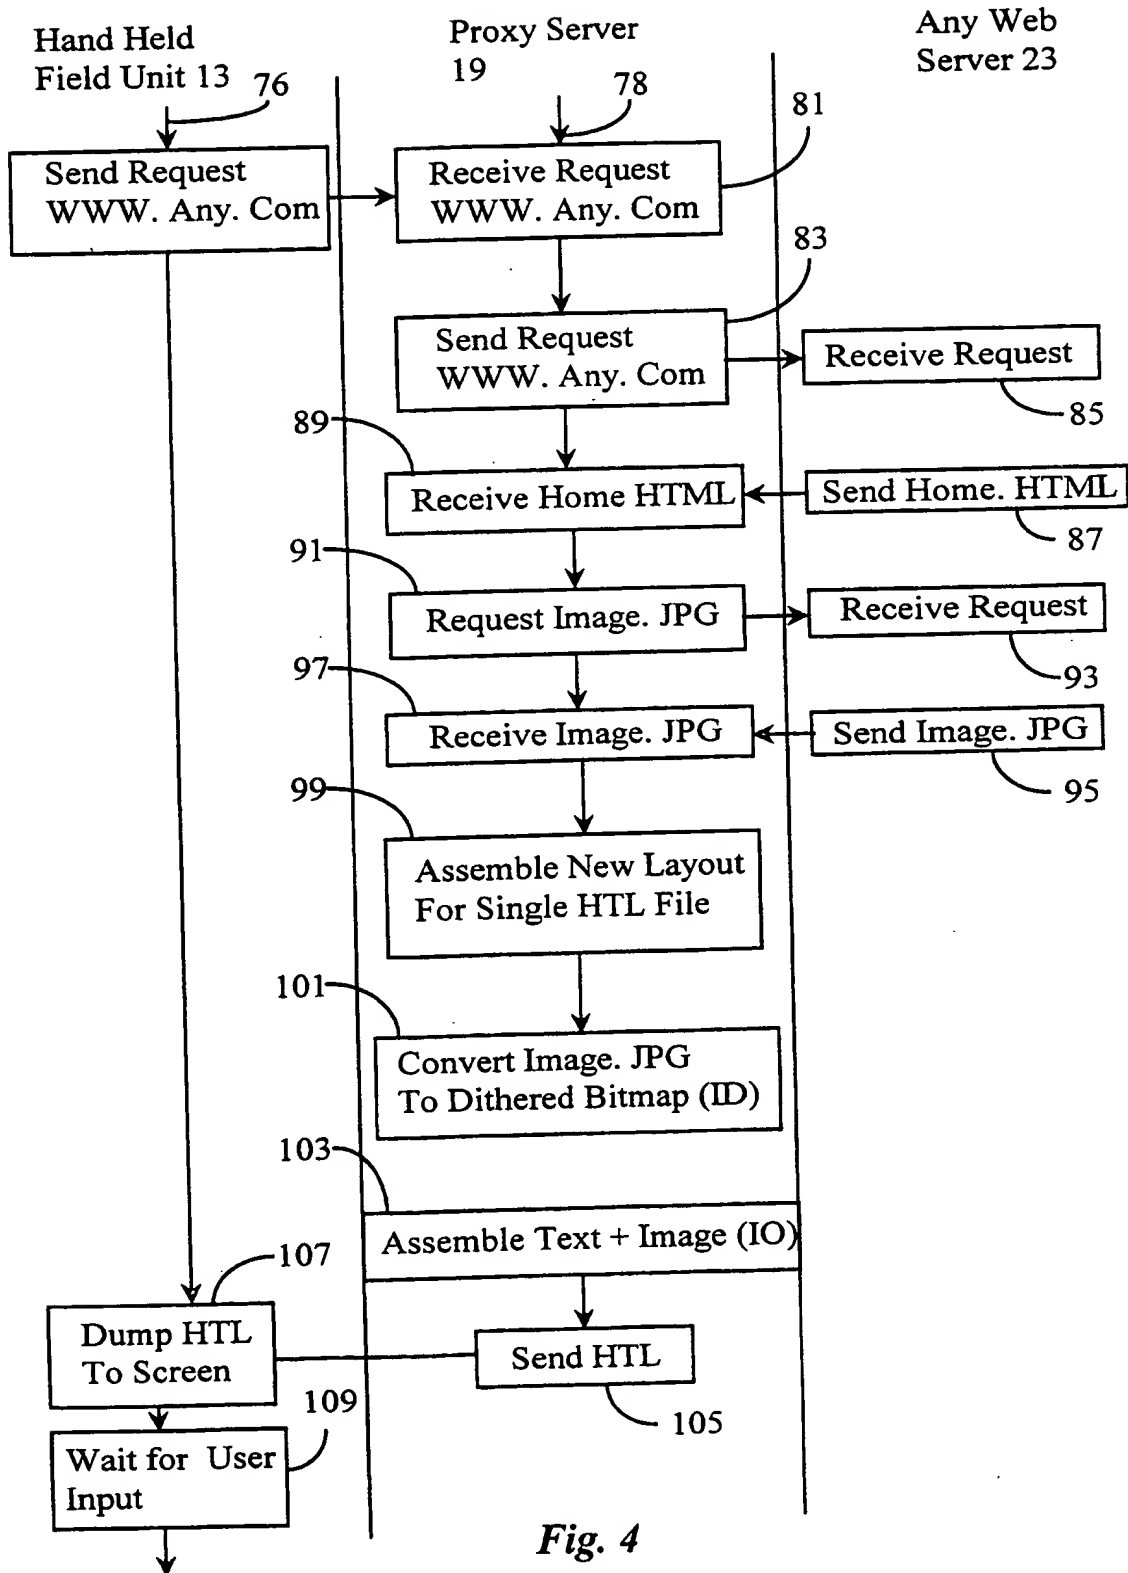 Hand Held
Field Unit 13
76
Proxy Server
19
78
Any Web
Server 23
81
Send Request
WWW. Any. Com
Receive Request
WWW. Any. Com
83
Send Request
WWW. Any. Com
Receive Request
85
89
Receive Home HTML
Send Home. HTML
87
91
Request Image. JPG
Receive Request
93
97
Receive Image. JPG
Send Image. JPG
95
99
Assemble New Layout
For Single HTL File
101
Convert Image. JPG
To Dithered Bitmap (ID)
103
Assemble Text + Image (IO)
107
Dump HTL
To Screen
Send HTL
105
109
Wait for User
Input
Fig. 4